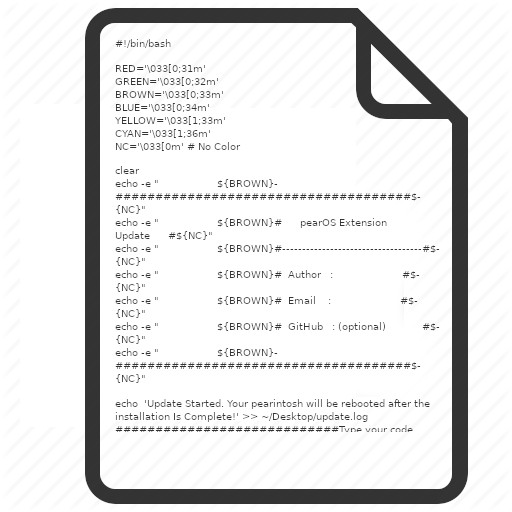 #!/bin/bash
RED='\033[0;31m'
GREEN='\033[0;32m'
BROWN='\033[0;33m'
BLUE='\033[0;34m'
YELLOW='\033[1;33m'
CYAN='\033[1;36m'
NC='\033[0m' # No Color
clear
echo -e "                    ${BROWN}-
#####################################$-
{NC}"
echo -e "                    ${BROWN}#      pearOS Extension
Update      #${NC}"
echo -e "                    ${BROWN}#-----------------------------------#$-
{NC}"
echo -e "                    ${BROWN}#  Author   :                       #$-
{NC}"
echo -e "                    ${BROWN}#  Email    :                       #$-
{NC}"
echo -e "                    ${BROWN}#  GitHub   : (optional)            #$-
{NC}"
echo -e "                    ${BROWN}-
#####################################$-
{NC}"
echo  'Update Started. Your pearintosh will be rebooted after the
installation Is Complete!' >> ~/Desktop/update.log
############################Type your code